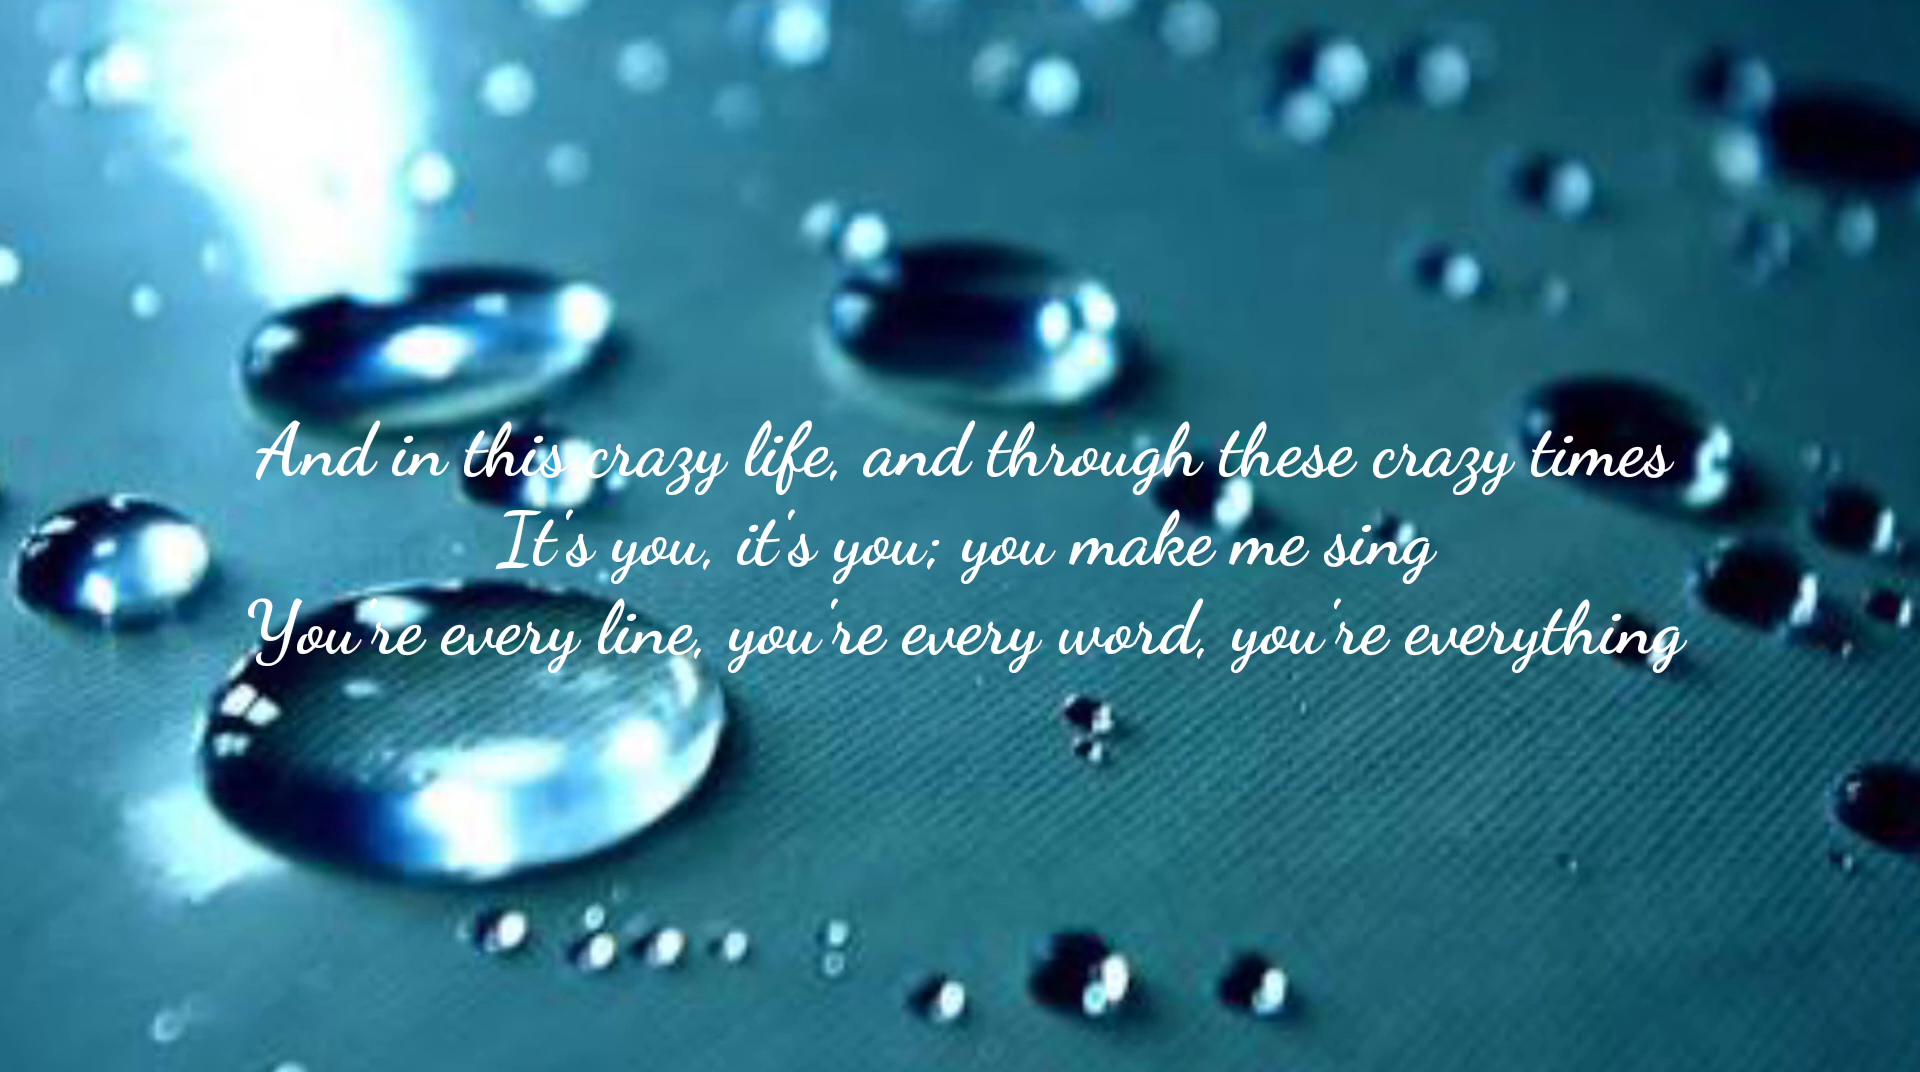 And in this crazy life, and through these crazy times
It's you, it's you; you make me sing
You're every line, you're every word, you're everything